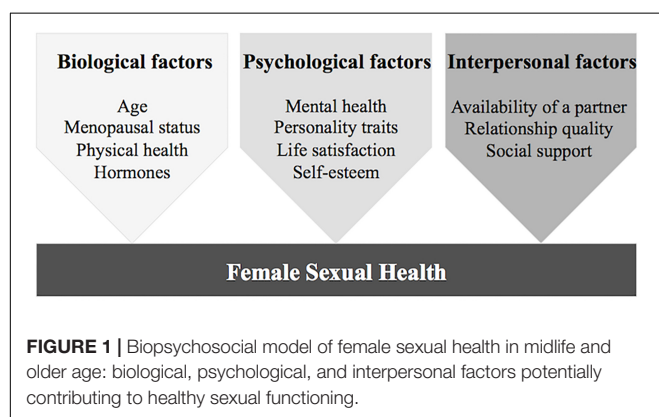 Biological factors
Age
Menopausal status
Physical health
Hormones
Psychological factors
Mental health
Personality traits
Life satisfaction
Self-esteem
Interpersonal factors
Availability of a partner
Relationship quality
Social support
Female Sexual Health
FIGURE 1 | Biopsychosocial model of female sexual health in midlife and
older age: biological, psychological, and interpersonal factors potentially
contributing to healthy sexual functioning.